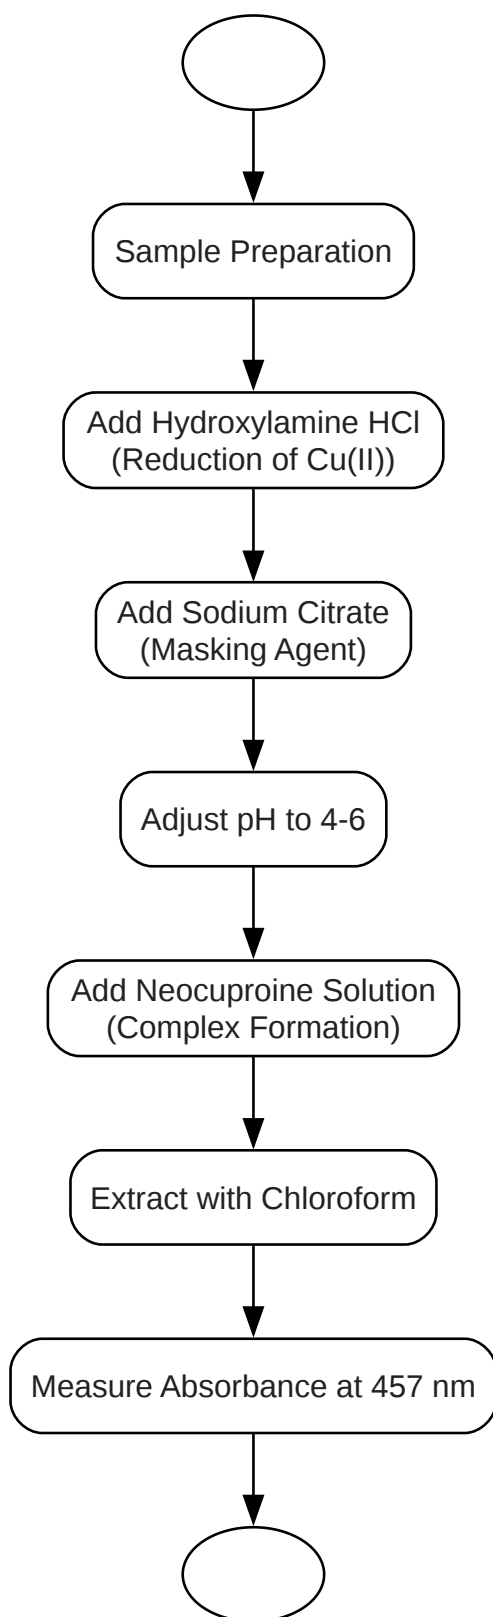 Sample Preparation
Add Hydroxylamine HCl
(Reduction of Cu(II))
Add Sodium Citrate
(Masking Agent)
Adjust pH to 4-6
Add Neocuproine Solution
(Complex Formation)
Extract with Chloroform
Measure Absorbance at 457 nm